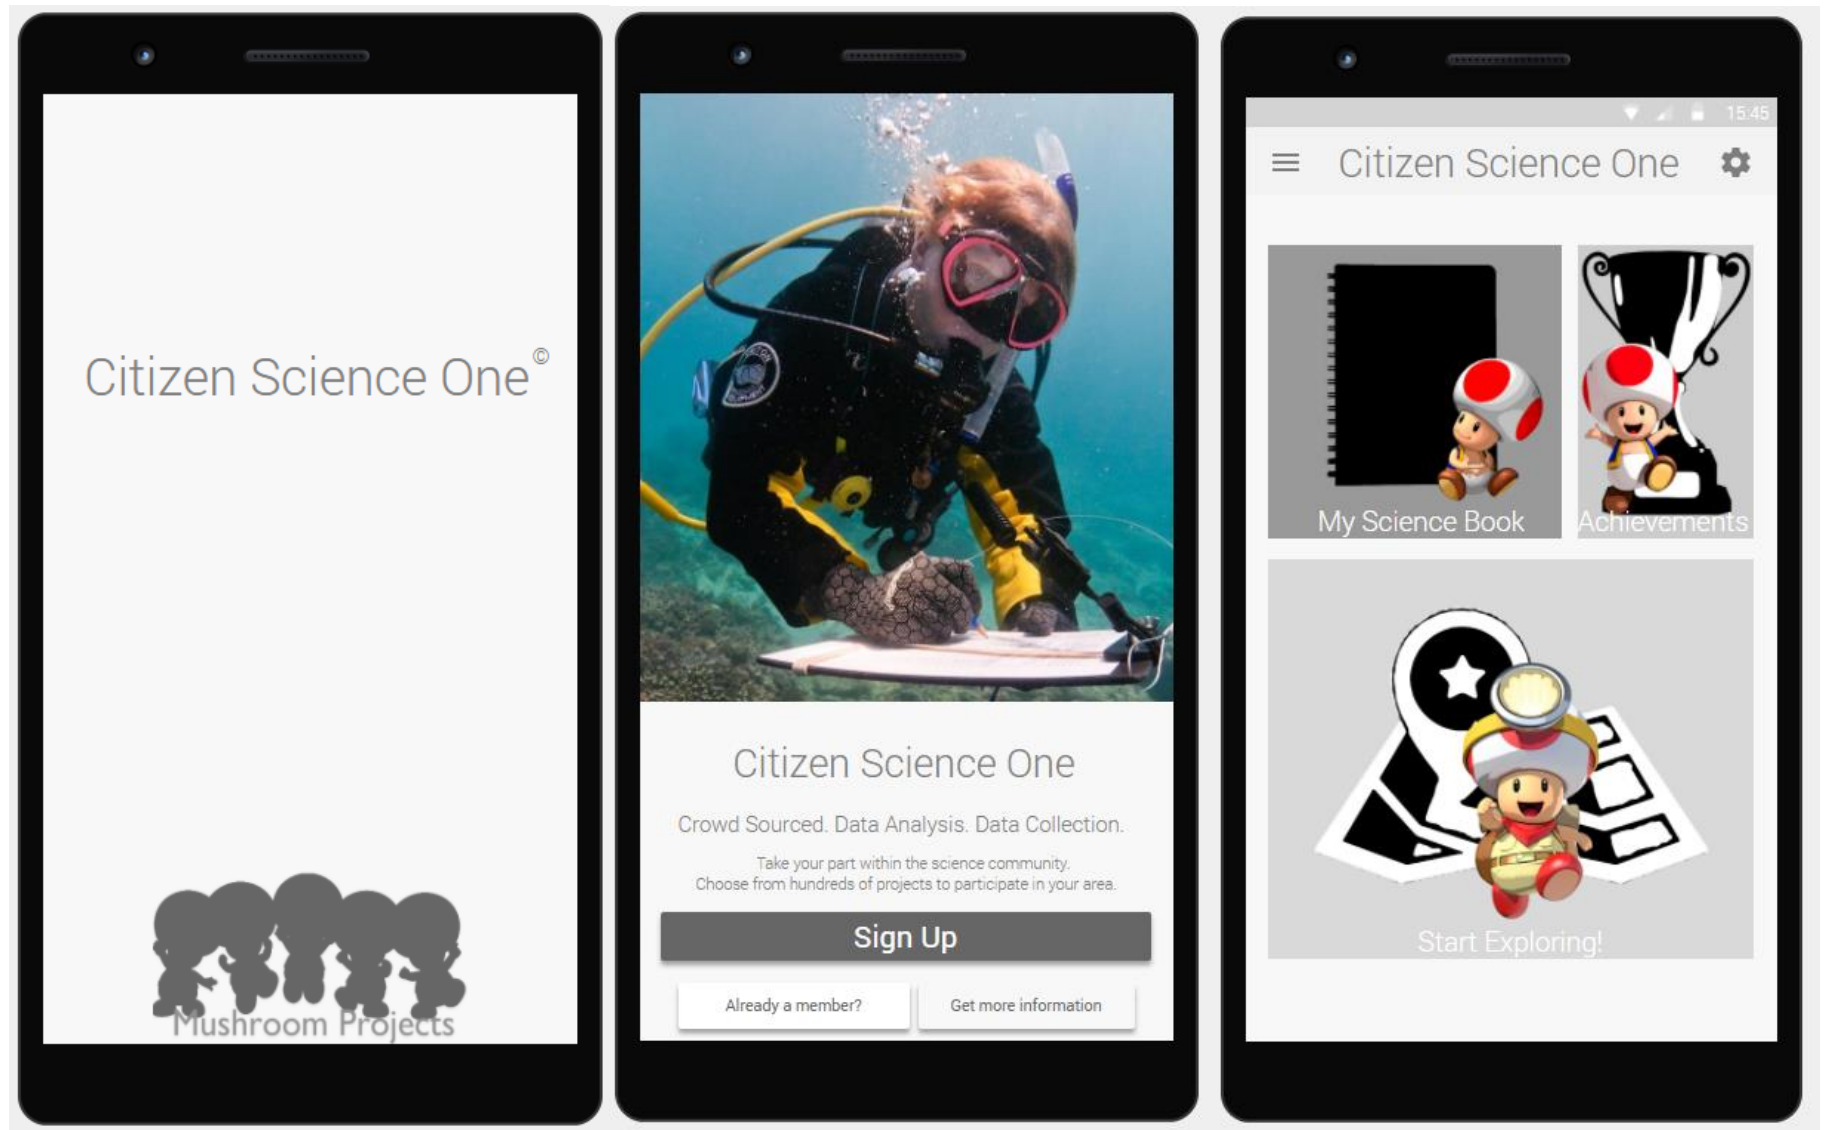 Citizen Science One©
Mushroom Projects
Citizen Science One
Crowd Sourced. Data Analysis. Data Collection.
Take your part within the science community.
Choose from hundreds of projects to participate in your area.
Sign Up
Already a member?
Get more information
15:45
Citizen Science One
My Science Book
Achievements
Start Exploring!